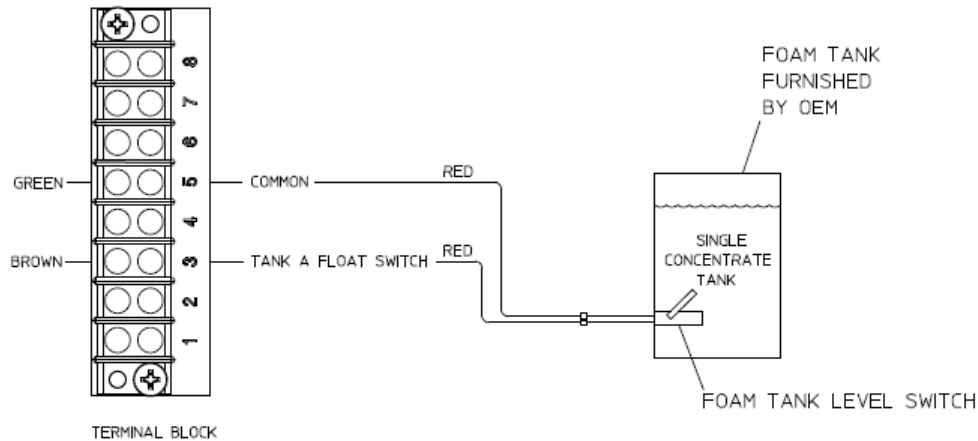 FOAM TANK
FURNISHED
BY OEM
8
7
6
GREEN
5
COMMON
RED
4
BROWN
3
TANK A FLOAT SWITCH
RED
2
1
SINGLE
CONCENTRATE
TANK
FOAM TANK LEVEL SWITCH
TERMINAL BLOCK